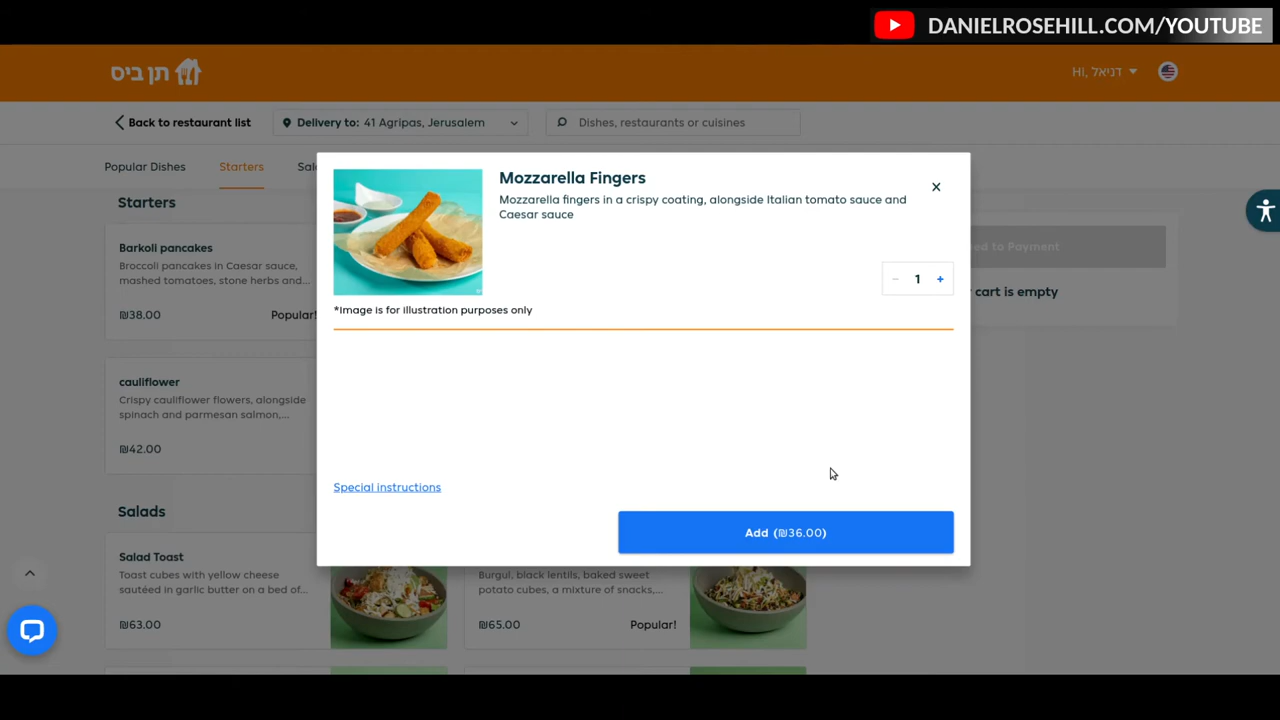 DANIELROSEHILL.COM/YOUTUBE
תן ביס
Hi, דניאל
Back to restaurant list
Delivery to: 41 Agripas, Jerusalem
Dishes, restaurants or cuisines
Popular Dishes
Starters
Starters
Barkoli pancakes
Broccoli pancakes in Caesar sauce,
mashed tomatoes, stone herbs and...
₪38.00
Popular!
cauliflower
Crispy cauliflower flowers, alongside
spinach and parmesan salmon,...
₪42.00
Mozzarella Fingers
Mozzarella fingers in a crispy coating, alongside Italian tomato sauce and
Caesar sauce
1
*Image is for illustration purposes only
Special instructions
Add (₪36.00)
to Payment
cart is empty
Salads
Salad Toast
Toast cubes with yellow cheese
sautéed in garlic butter on a bed of...
₪63.00
Burgul, black lentils, baked sweet
potato cubes, a mixture of snacks,...
₪65.00
Popular!